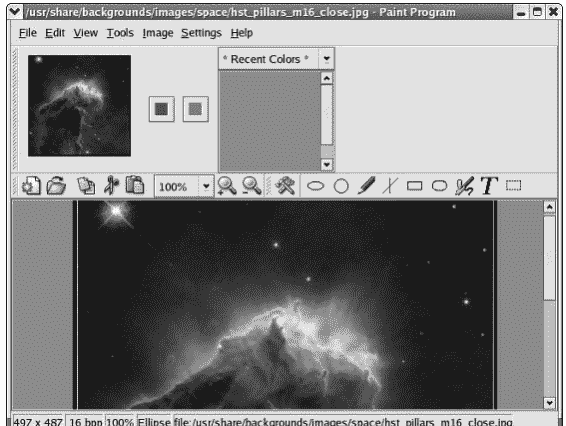 /usr/share/backgrounds/images/space/hst_pillars_m16_close.jpg - Paint Program
File Edit View Tools Image Settings Help
* Recent Colors *
100% T
497 x 487 16 bpp 100% Ellipse file:/usr/share/backgrounds/images/space/hst_pillars_m16_close.jpg